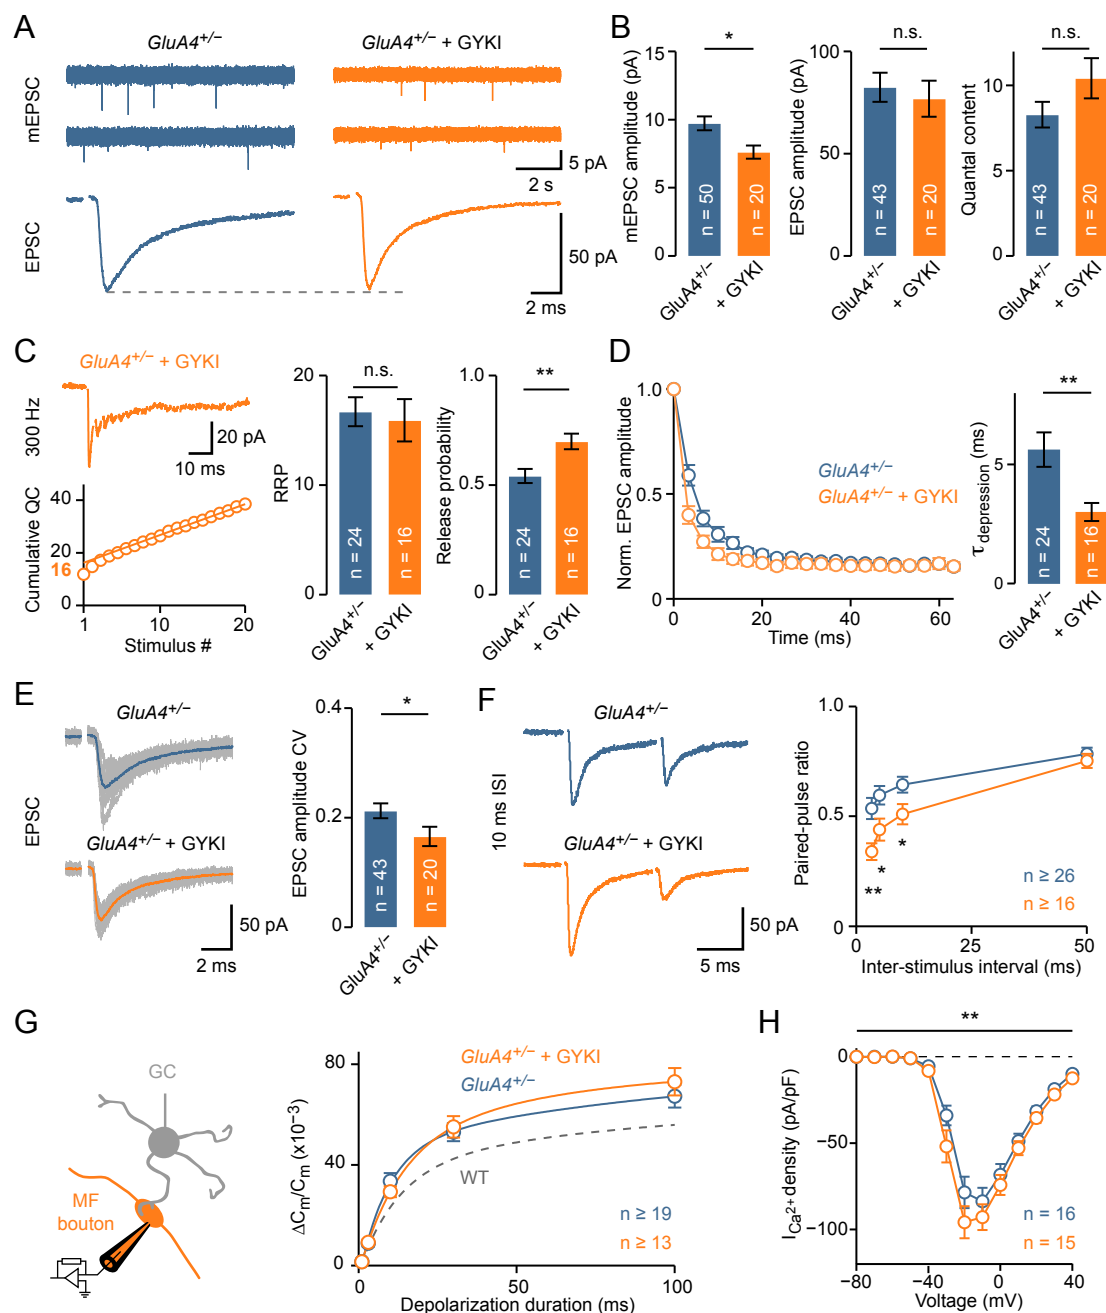 A
GluA4+/−
GluA4+/− + GYKI
mEPSC
5 pA
2 s
EPSC
50 pA
2 ms
B
*
mEPSC amplitude (pA)
15
10
5
0
n = 50
n = 20
GluA4+/−
+ GYKI
n.s.
EPSC amplitude (pA)
100
50
0
n = 43
n = 20
GluA4+/−
+ GYKI
n.s.
Quantal content
10
5
0
n = 43
n = 20
GluA4+/−
+ GYKI
C
GluA4+/− + GYKI
300 Hz
20 pA
10 ms
Cumulative QC
40
20
16
0
1
10
20
Stimulus #
n.s.
RRP
20
10
0
n = 24
n = 16
GluA4+/−
+ GYKI
**
Release probability
1.0
0.5
0
n = 24
n = 16
GluA4+/−
+ GYKI
D
Norm. EPSC amplitude
1.0
0.5
0
GluA4+/−
GluA4+/− + GYKI
0
20
40
60
Time (ms)
**
τdepression (ms)
5
0
n = 24
n = 16
GluA4+/−
+ GYKI
E
GluA4+/−
EPSC
GluA4+/− + GYKI
50 pA
2 ms
*
EPSC amplitude CV
0.4
0.2
0
n = 43
n = 20
GluA4+/−
+ GYKI
F
GluA4+/−
10 ms ISI
GluA4+/− + GYKI
50 pA
5 ms
Paired-pulse ratio
1.0
0.5
0
*
*
**
n ≥ 26
n ≥ 16
0
25
50
Inter-stimulus interval (ms)
G
GC
MF
bouton
ΔCm/Cm (x10−3)
80
40
0
GluA4+/− + GYKI
GluA4+/−
WT
n ≥ 19
n ≥ 13
0
50
100
Depolarization duration (ms)
H
**
ICa2+ density (pA/pF)
0
−50
−100
n = 16
n = 15
−80
−40
0
40
Voltage (mV)